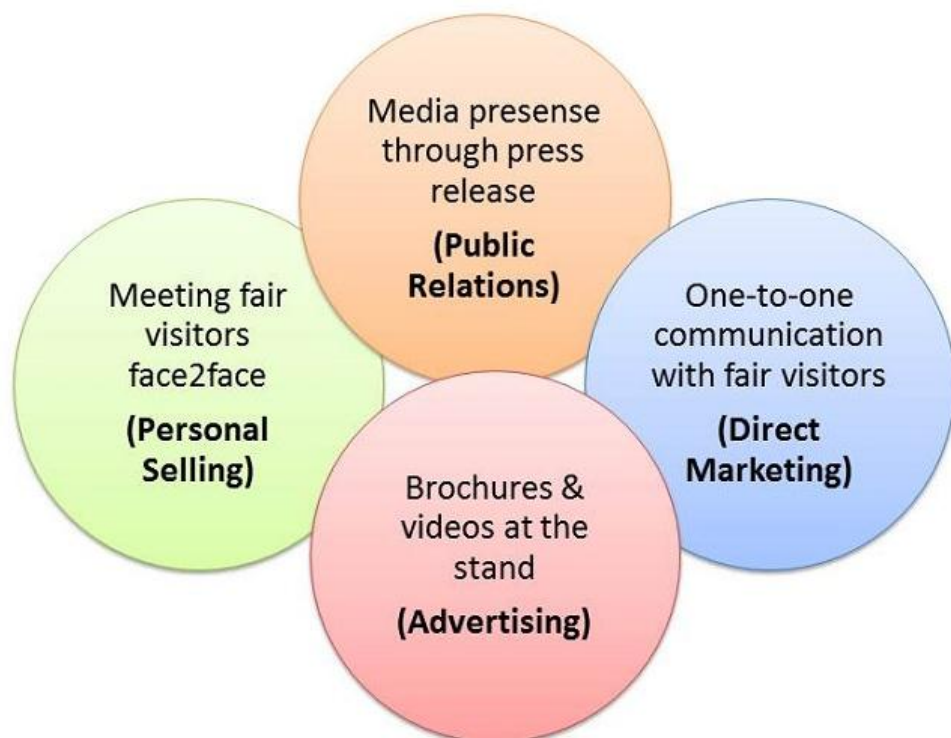 Media presense
through press
release
(Public
Relations)
Meeting fair
visitors
face2face
(Personal
Selling)
One-to-one
communication
with fair visitors
(Direct
Marketing)
Brochures &
videos at the
stand
(Advertising)